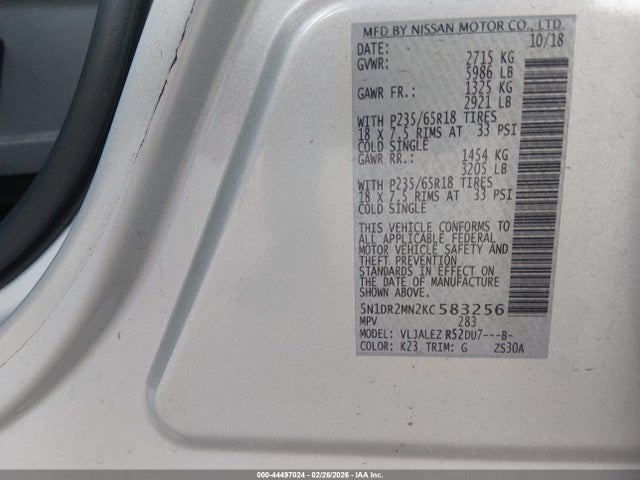 MFD BY NISSAN MOTOR CO., LTD.
DATE: 10/18
GVWR: 2715 KG
5986 LB
GAWR FR.: 1325 KG
2921 LB
WITH P235/65R18 TIRES
18 X 7.5 RIMS AT 33 PSI
COLD SINGLE
GAWR RR.: 1454 KG
3205 LB
WITH P235/65R18 TIRES
18 X 7.5 RIMS AT 33 PSI
COLD SINGLE
THIS VEHICLE CONFORMS TO
ALL APPLICABLE FEDERAL
MOTOR VEHICLE SAFETY AND
THEFT PREVENTION
STANDARDS IN EFFECT ON
THE DATE OF MANUFACTURE
SHOWN ABOVE.
5N1DR2MN2KC583256
MPV 283
MODEL: VLJALEZ R52DU7---B-
COLOR: K23 TRIM: G ZS30A
000-44497024 | 02/26/2026 - IAA